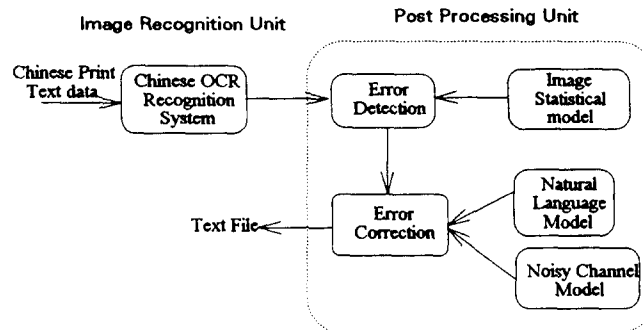 Image Recognition Unit
Post Processing Unit
Chinese Print
Text data
Chinese OCR
Recognition
System
Error
Detection
Image
Statistical
model
Natural
Language
Model
Text File
Error
Correction
Noisy Channel
Model